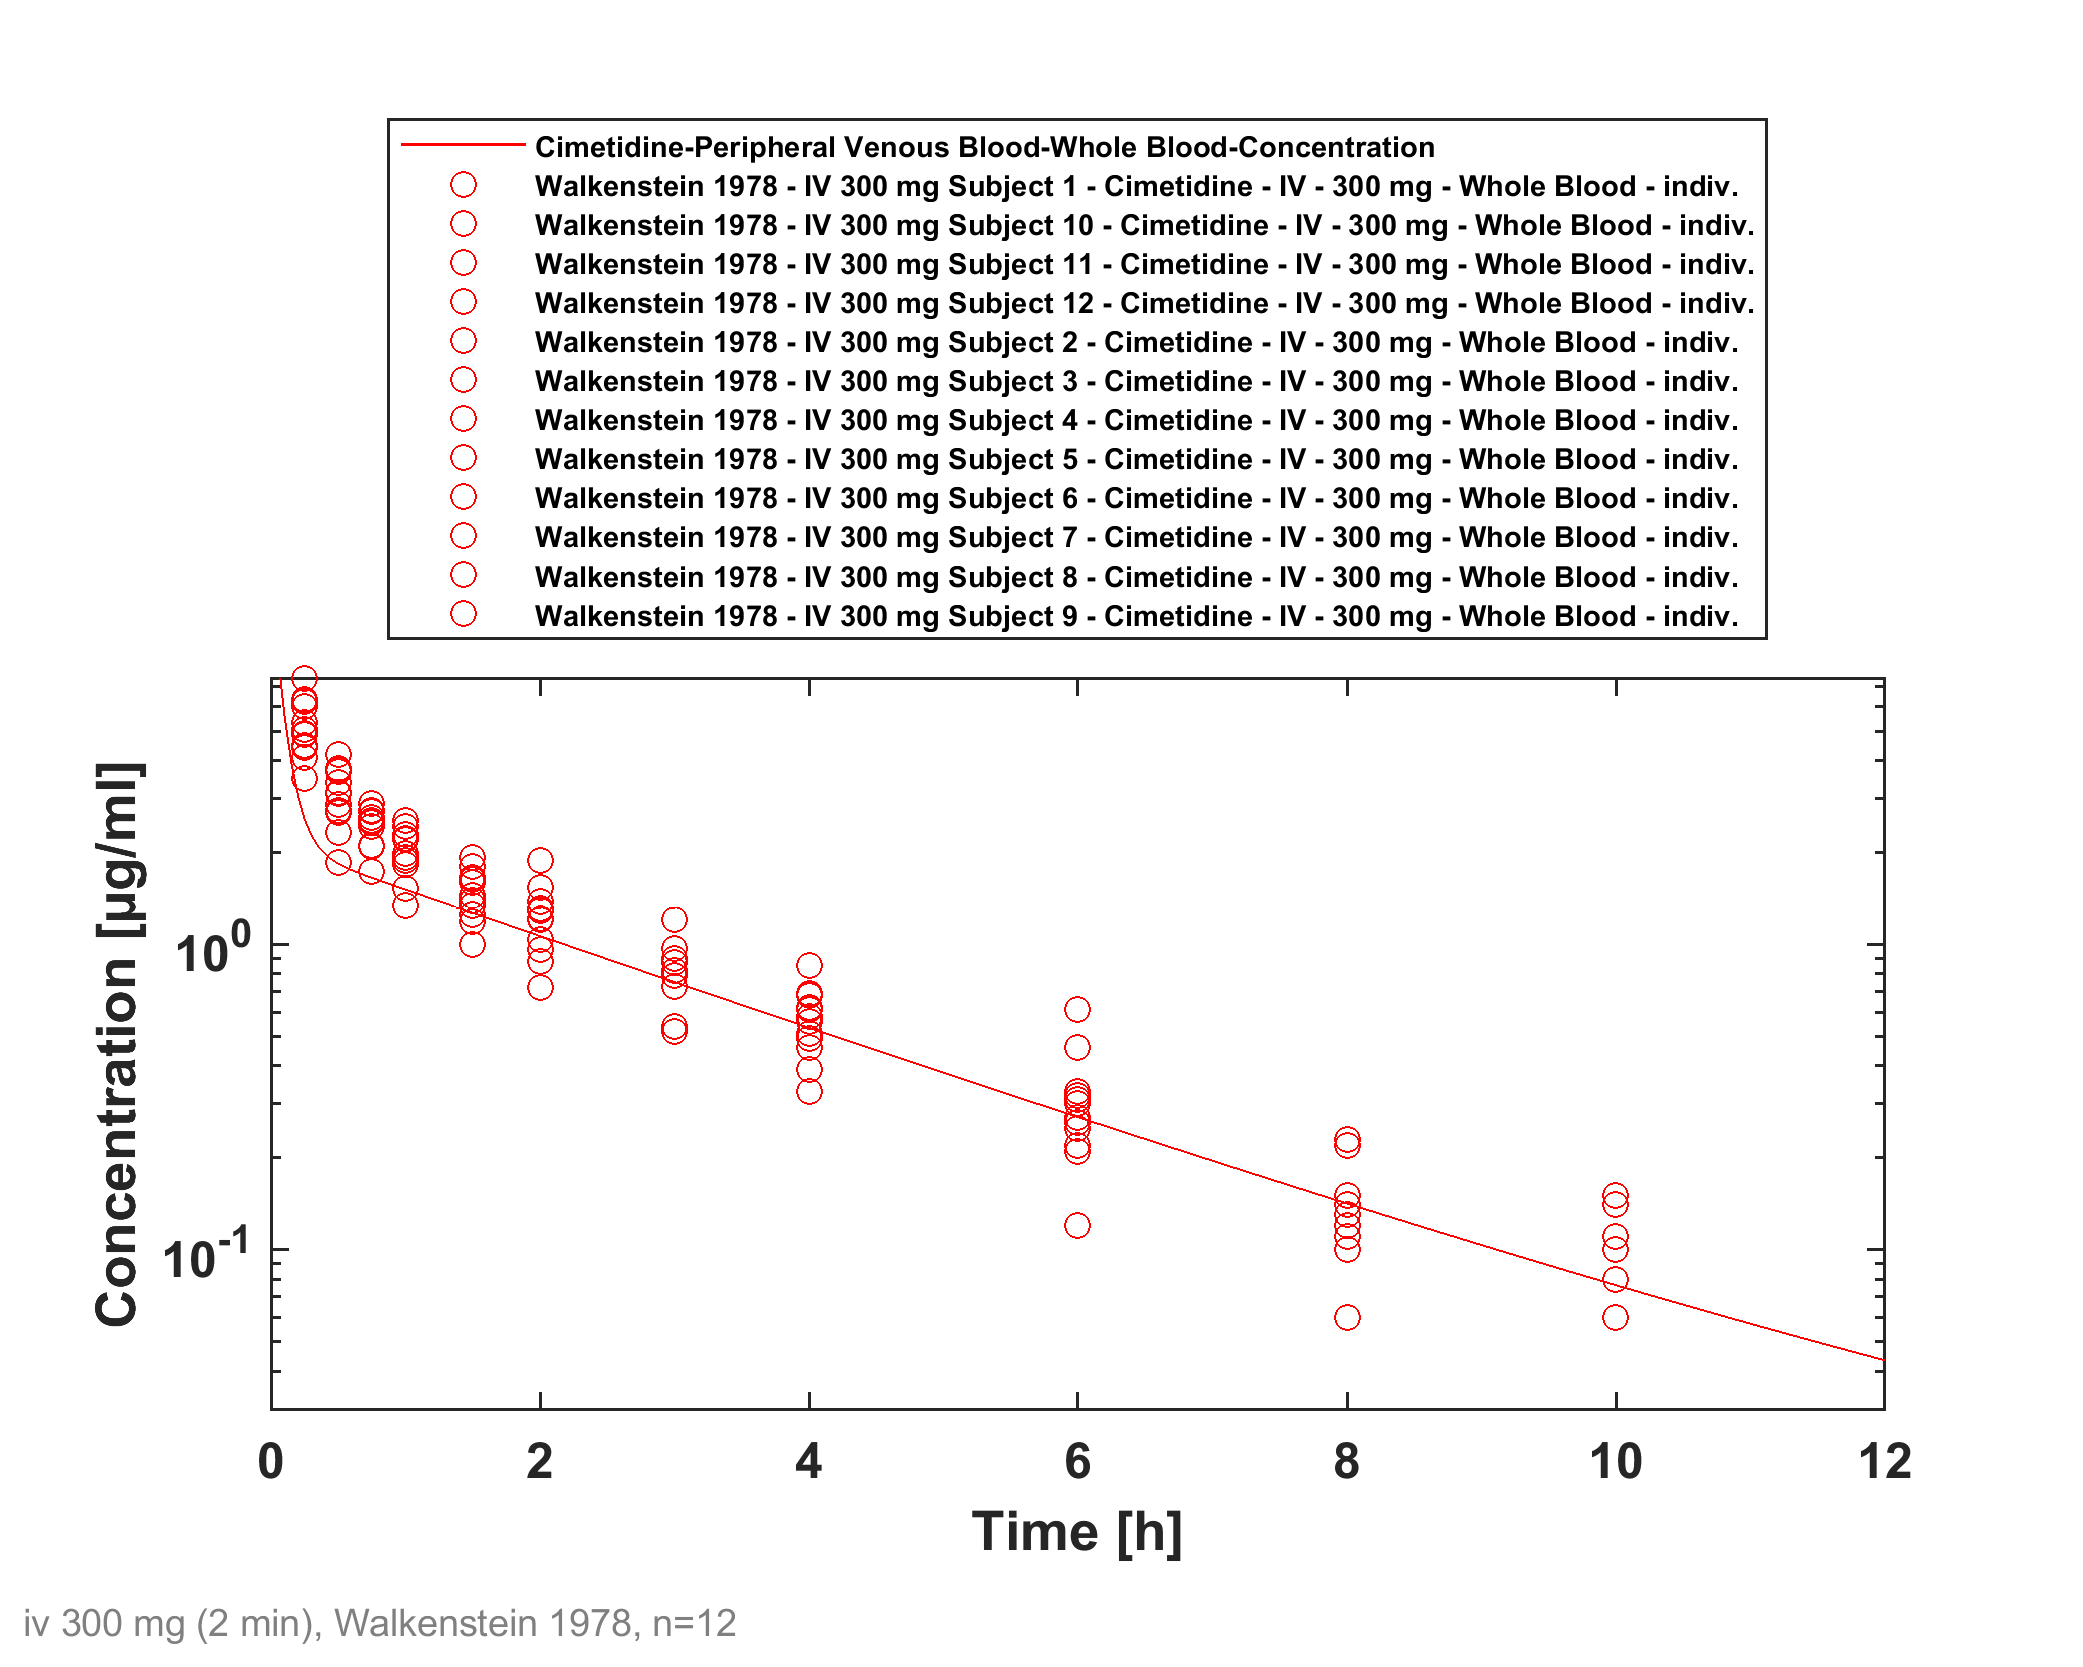 Cimetidine-Peripheral Venous Blood-Whole Blood-Concentration
Walkenstein 1978 - IV 300 mg Subject 1 - Cimetidine - IV - 300 mg - Whole Blood - indiv.
Walkenstein 1978 - IV 300 mg Subject 10 - Cimetidine - IV - 300 mg - Whole Blood - indiv.
Walkenstein 1978 - IV 300 mg Subject 11 - Cimetidine - IV - 300 mg - Whole Blood - indiv.
Walkenstein 1978 - IV 300 mg Subject 12 - Cimetidine - IV - 300 mg - Whole Blood - indiv.
Walkenstein 1978 - IV 300 mg Subject 2 - Cimetidine - IV - 300 mg - Whole Blood - indiv.
Walkenstein 1978 - IV 300 mg Subject 3 - Cimetidine - IV - 300 mg - Whole Blood - indiv.
Walkenstein 1978 - IV 300 mg Subject 4 - Cimetidine - IV - 300 mg - Whole Blood - indiv.
Walkenstein 1978 - IV 300 mg Subject 5 - Cimetidine - IV - 300 mg - Whole Blood - indiv.
Walkenstein 1978 - IV 300 mg Subject 6 - Cimetidine - IV - 300 mg - Whole Blood - indiv.
Walkenstein 1978 - IV 300 mg Subject 7 - Cimetidine - IV - 300 mg - Whole Blood - indiv.
Walkenstein 1978 - IV 300 mg Subject 8 - Cimetidine - IV - 300 mg - Whole Blood - indiv.
Walkenstein 1978 - IV 300 mg Subject 9 - Cimetidine - IV - 300 mg - Whole Blood - indiv.
Concentration [µg/ml]
10^0
10^-1
0 2 4 6 8 10 12
Time [h]
iv 300 mg (2 min), Walkenstein 1978, n=12